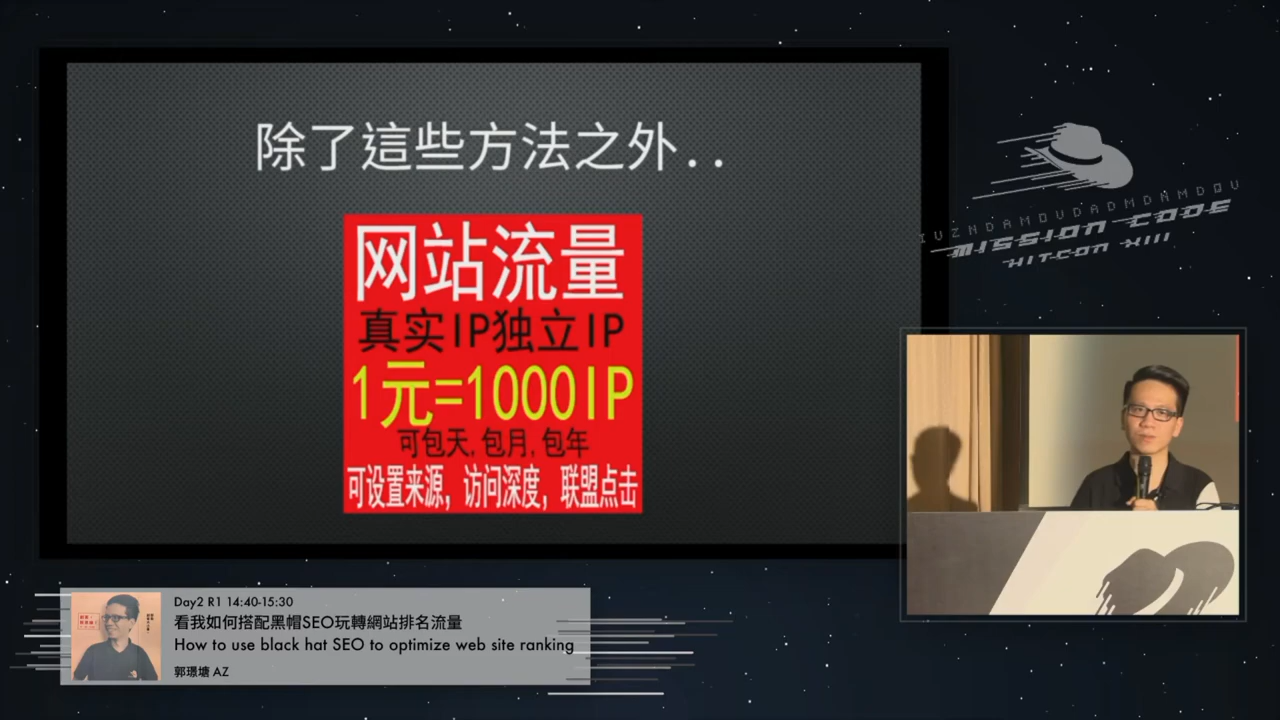 除了這些方法之外..
网站流量
真实IP独立IP
1元=1000IP
可包天,包月,包年
可设置来源，访问深度，联盟点击
MISSION CODE
HITCON XIII
Day2 R1 14:40-15:30
看我如何搭配黑帽SEO玩轉網站排名流量
How to use black hat SEO to optimize web site ranking
郭璟塘 AZ